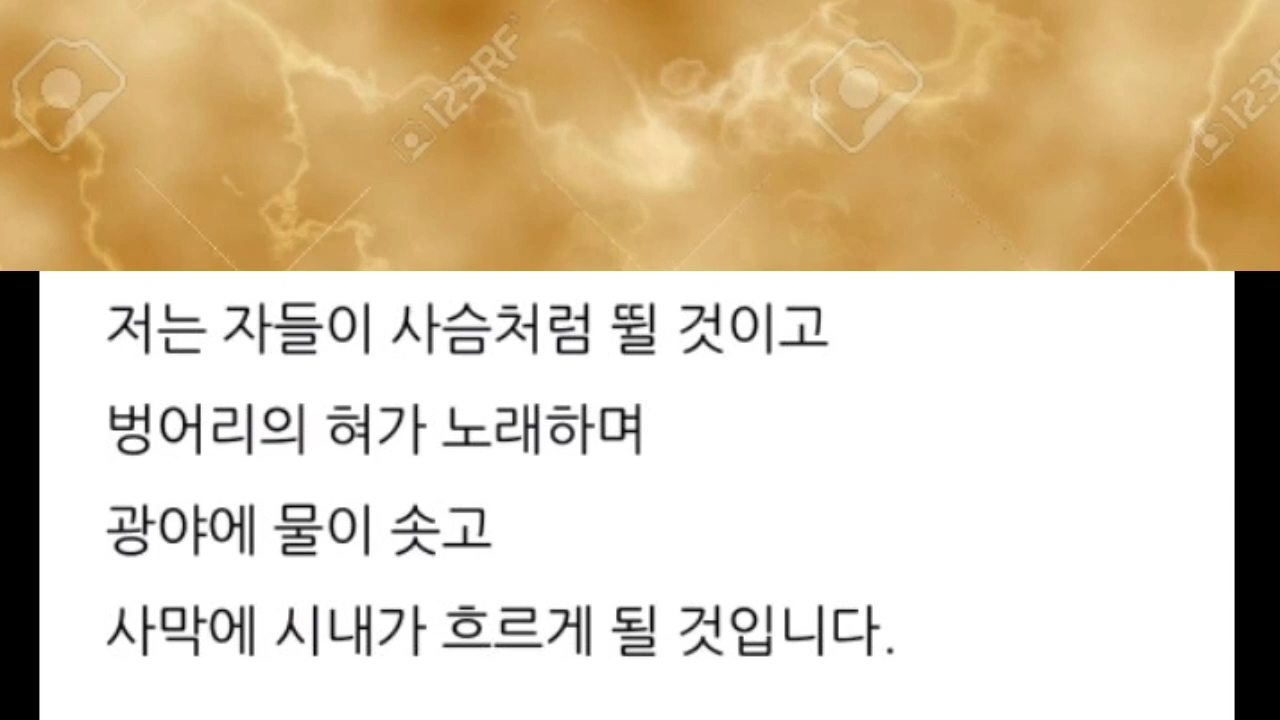 123RF
123RF
저는 자들이 사슴처럼 뛸 것이고
벙어리의 혀가 노래하며
광야에 물이 솟고
사막에 시내가 흐르게 될 것입니다.